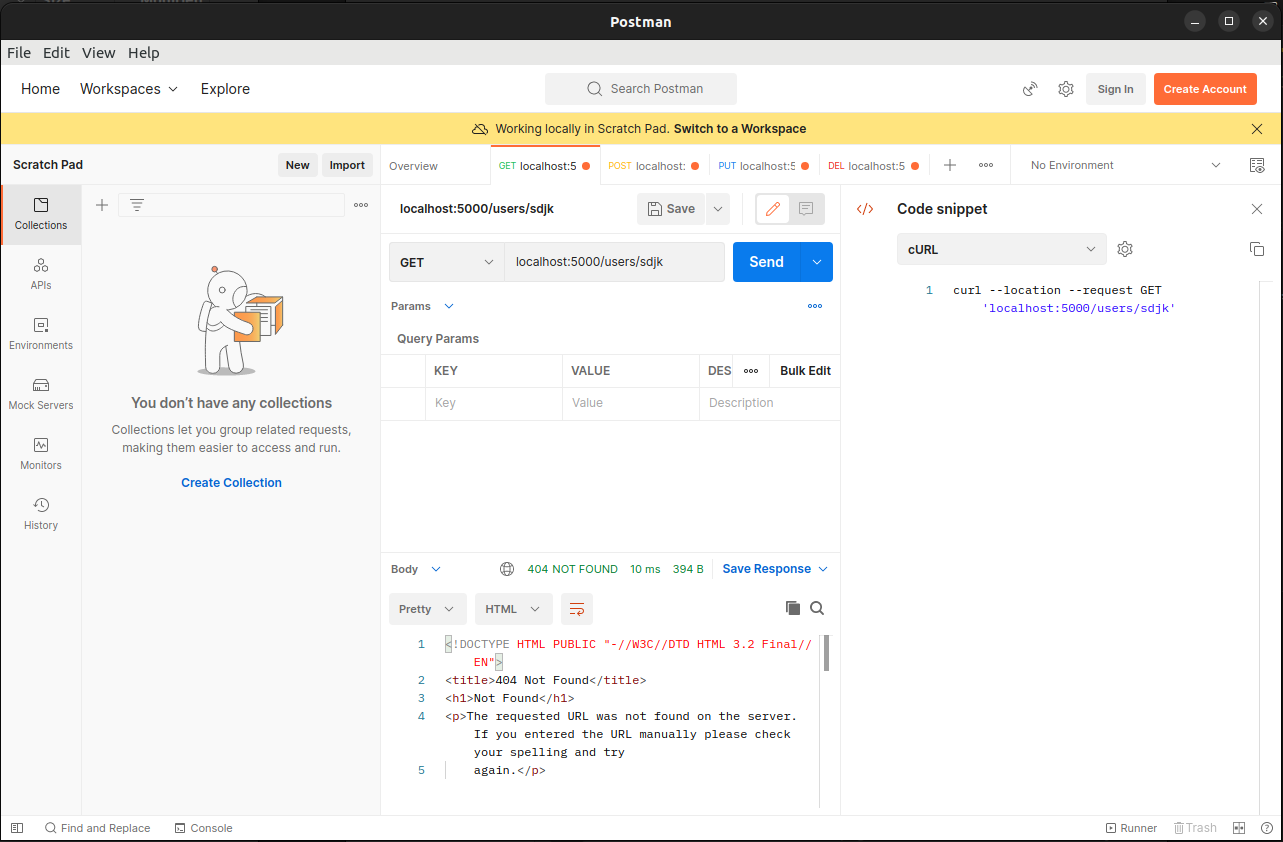 Postman
File Edit View Help
Home Workspaces Explore Search Postman Sign In Create Account
Working locally in Scratch Pad. Switch to a Workspace
Scratch Pad New Import
Overview GET localhost:5 POST localhost: PUT localhost:5 DEL localhost:5 No Environment
Collections
APIs
Environments
Mock Servers
Monitors
History
You don't have any collections
Collections let you group related requests,
making them easier to access and run.
Create Collection
localhost:5000/users/sdjk Save
GET localhost:5000/users/sdjk Send
Params
Query Params
KEY VALUE DES Bulk Edit
Key Value Description
Body 404 NOT FOUND 10 ms 394 B Save Response
Pretty HTML
1 <!DOCTYPE HTML PUBLIC "-//W3C//DTD HTML 3.2 Final//
EN">
2 <title>404 Not Found</title>
3 <h1>Not Found</h1>
4 <p>The requested URL was not found on the server.
If you entered the URL manually please check
your spelling and try
5 again.</p>
</> Code snippet
cURL
1 curl --location --request GET
'localhost:5000/users/sdjk'
Find and Replace Console Runner Trash